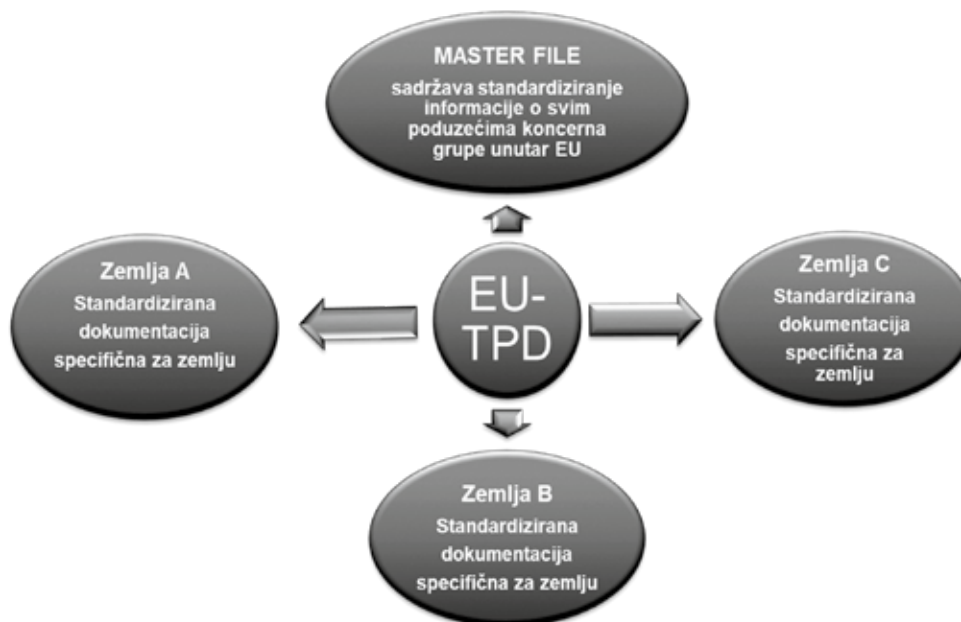 MASTER FILE
sadržava standardiziranje
informacije o svim
poduzećima koncerna
grupe unutar EU
Zemlja A
Standardizirana
dokumentacija
specifična za zemlju
EU-
TPD
Zemlja C
Standardizirana
dokumentacija
specifična za
zemlju
Zemlja B
Standardizirana
dokumentacija
specifična za zemlju